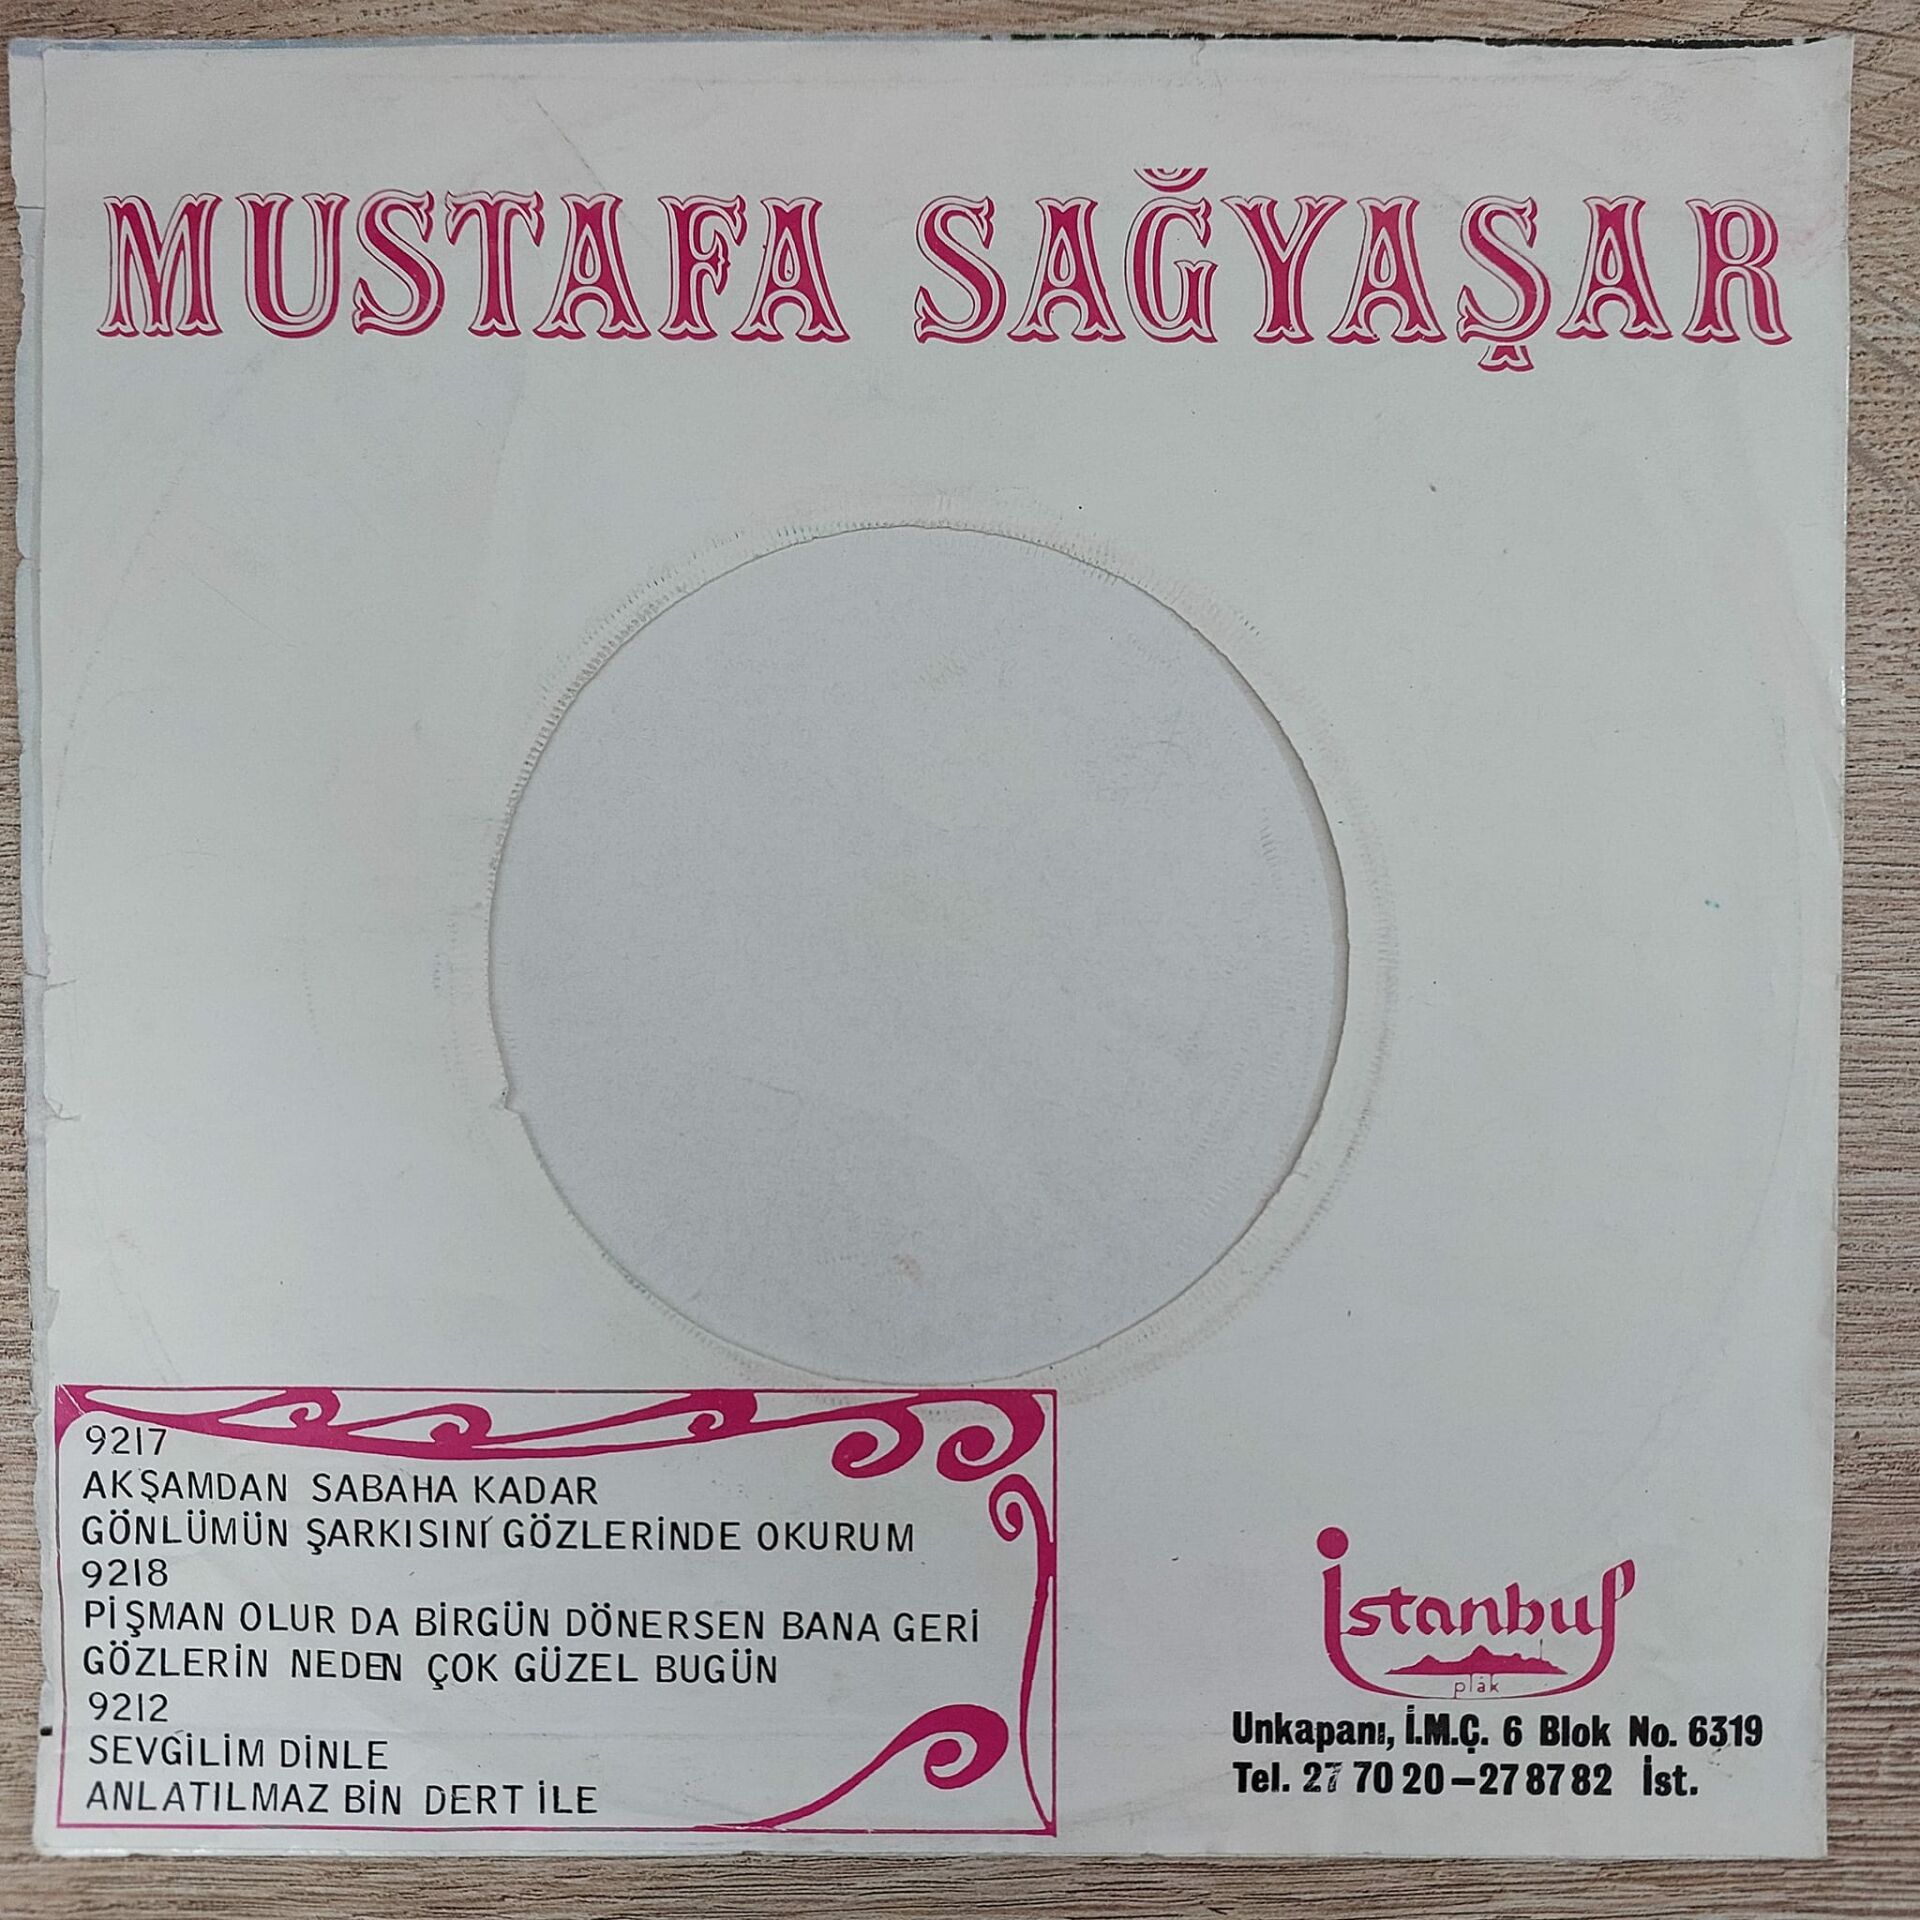 MUSTAFA SAĞYAŞAR
9217
AKŞAMDAN SABAHA KADAR
GÖNLÜMÜN ŞARKISINI GÖZLERİNDE OKURUM
9218
PİŞMAN OLUR DA BİRGÜN DÖNERSEN BANA GERİ
GÖZLERİN NEDEN ÇOK GÜZEL BUGÜN
9212
SEVGİLİM DİNLE
ANLATILMAZ BİN DERT İLE
istanbul
plâk
Unkapanı, İ.M.Ç. 6 Blok No. 6319
Tel. 27 70 20–27 87 82 İst.